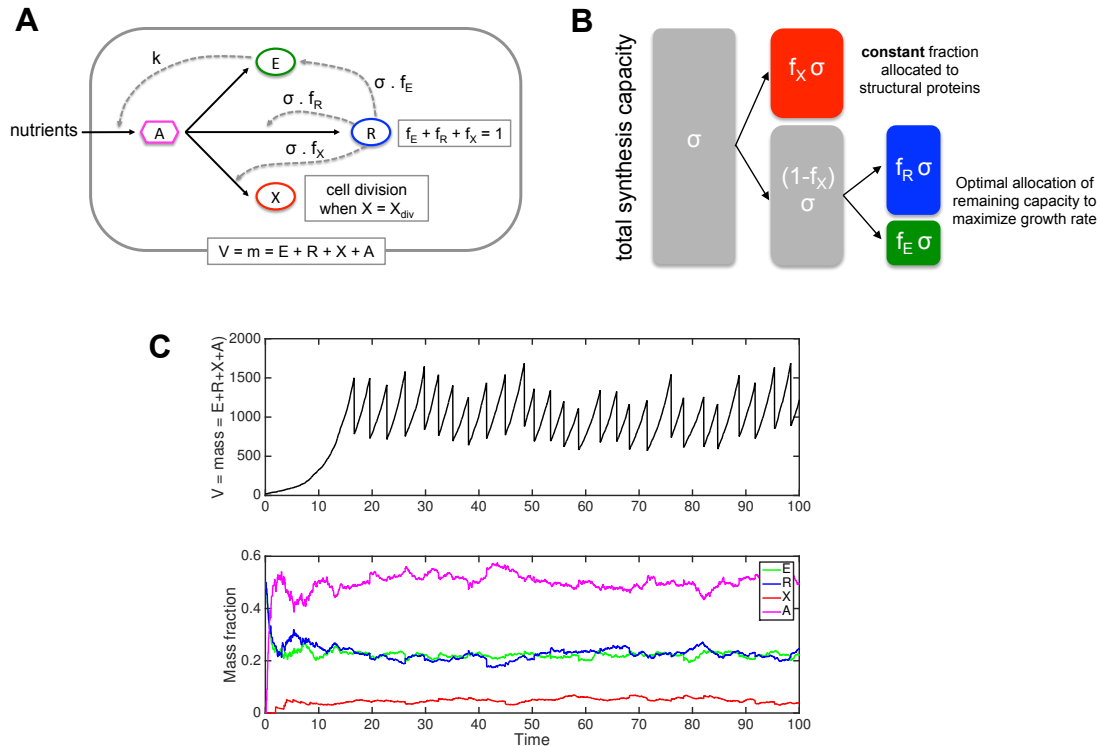 A
k
E
σ . f_E
σ . f_R
nutrients
A
R
f_E + f_R + f_X = 1
σ . f_X
X
cell division
when X = X_div
V = m = E + R + X + A
B
total synthesis capacity
σ
f_X σ
constant fraction
allocated to
structural proteins
(1-f_X)
σ
f_R σ
f_E σ
Optimal allocation of
remaining capacity to
maximize growth rate
C
V = mass = E+R+X+A)
2000
1500
1000
500
0
0 10 20 30 40 50 60 70 80 90 100
Mass fraction
0.6
0.4
0.2
0
E
R
X
A
0 10 20 30 40 50 60 70 80 90 100
Time